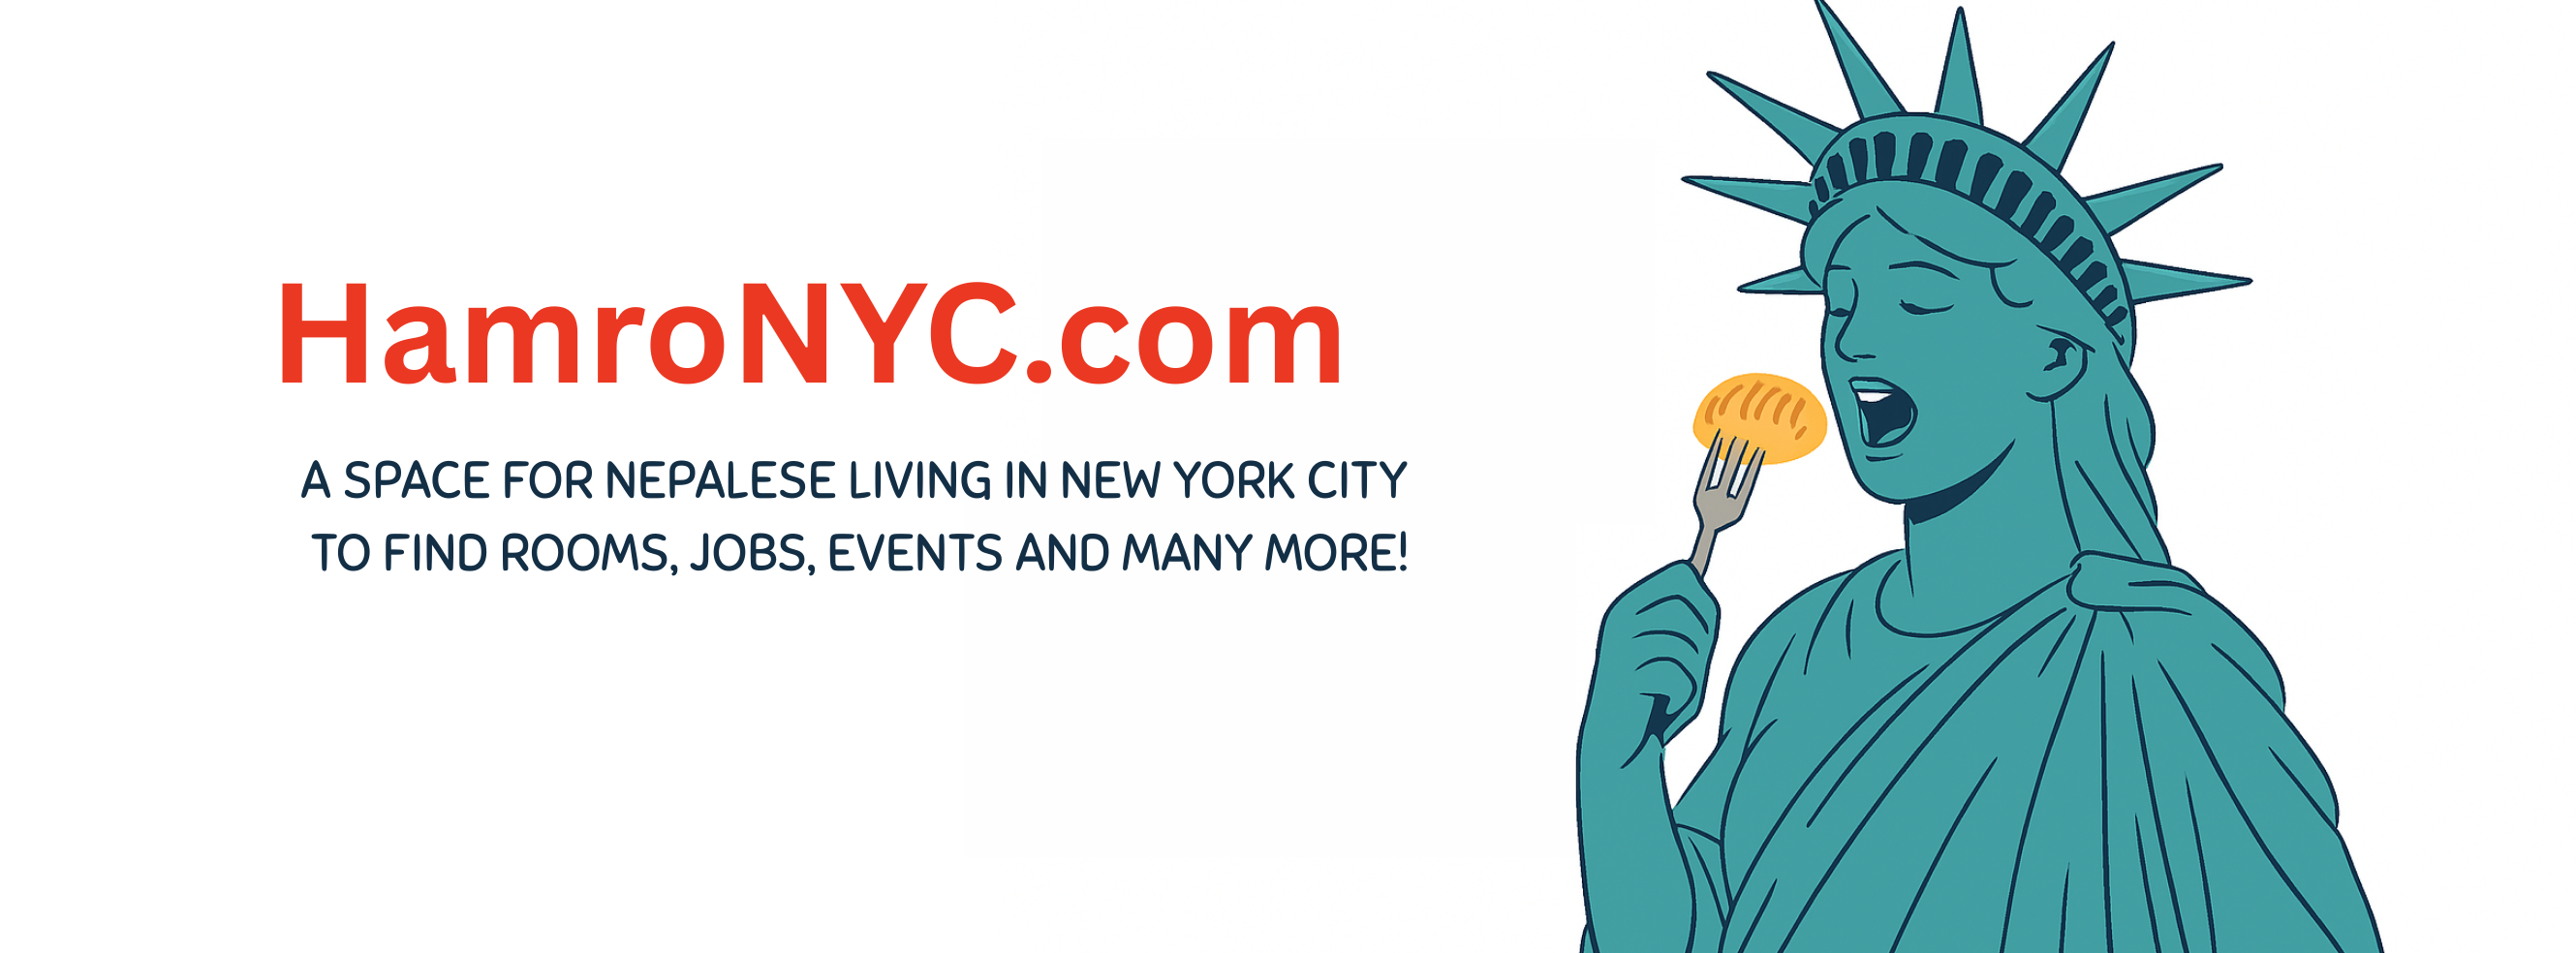 HamroNYC.com
A SPACE FOR NEPALESE LIVING IN NEW YORK CITY
TO FIND ROOMS, JOBS, EVENTS AND MANY MORE!